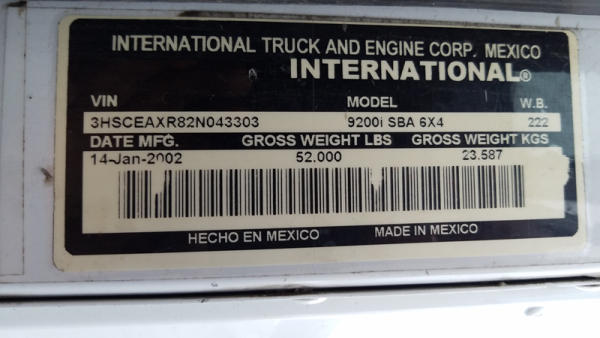 INTERNATIONAL TRUCK AND ENGINE CORP. MEXICO
INTERNATIONAL®
VIN MODEL W.B.
3HSCEAXR82N043303 9200i SBA 6X4 222
DATE MFG. GROSS WEIGHT LBS GROSS WEIGHT KGS
14-Jan-2002 52.000 23.587
HECHO EN MEXICO MADE IN MEXICO